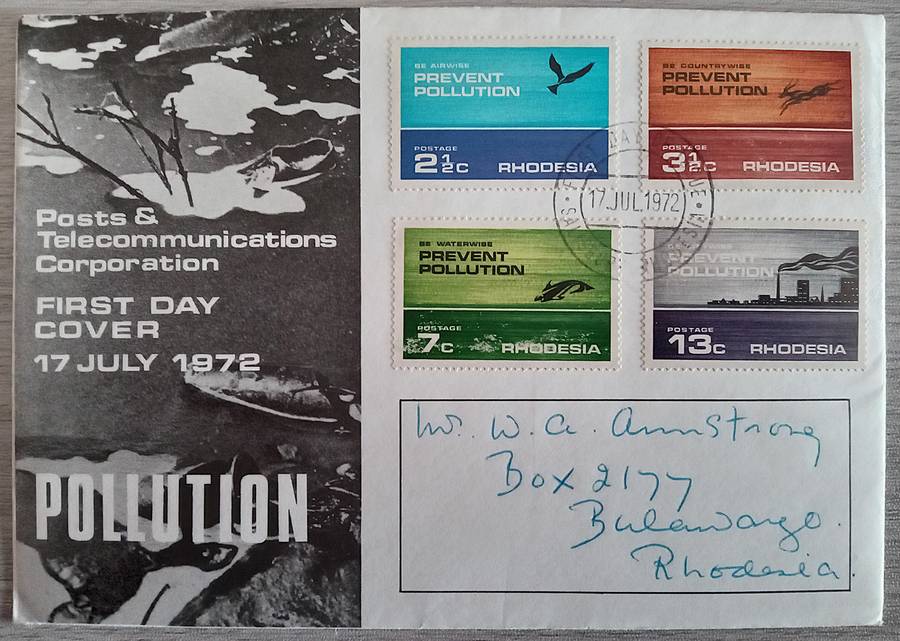 Posts &
Telecommunications
Corporation
FIRST DAY
COVER
17 JULY 1972
POLLUTION
BE AIRWISE
PREVENT
POLLUTION
POSTAGE
2½c RHODESIA
BE COUNTRYWISE
PREVENT
POLLUTION
POSTAGE
3½c RHODESIA
17.JUL.1972
BE WATERWISE
PREVENT
POLLUTION
POSTAGE
7c RHODESIA
PREVENT
POLLUTION
POSTAGE
13c RHODESIA
Mr. W. A. Armstrong
Box 2177
Bulawayo.
Rhodesia.